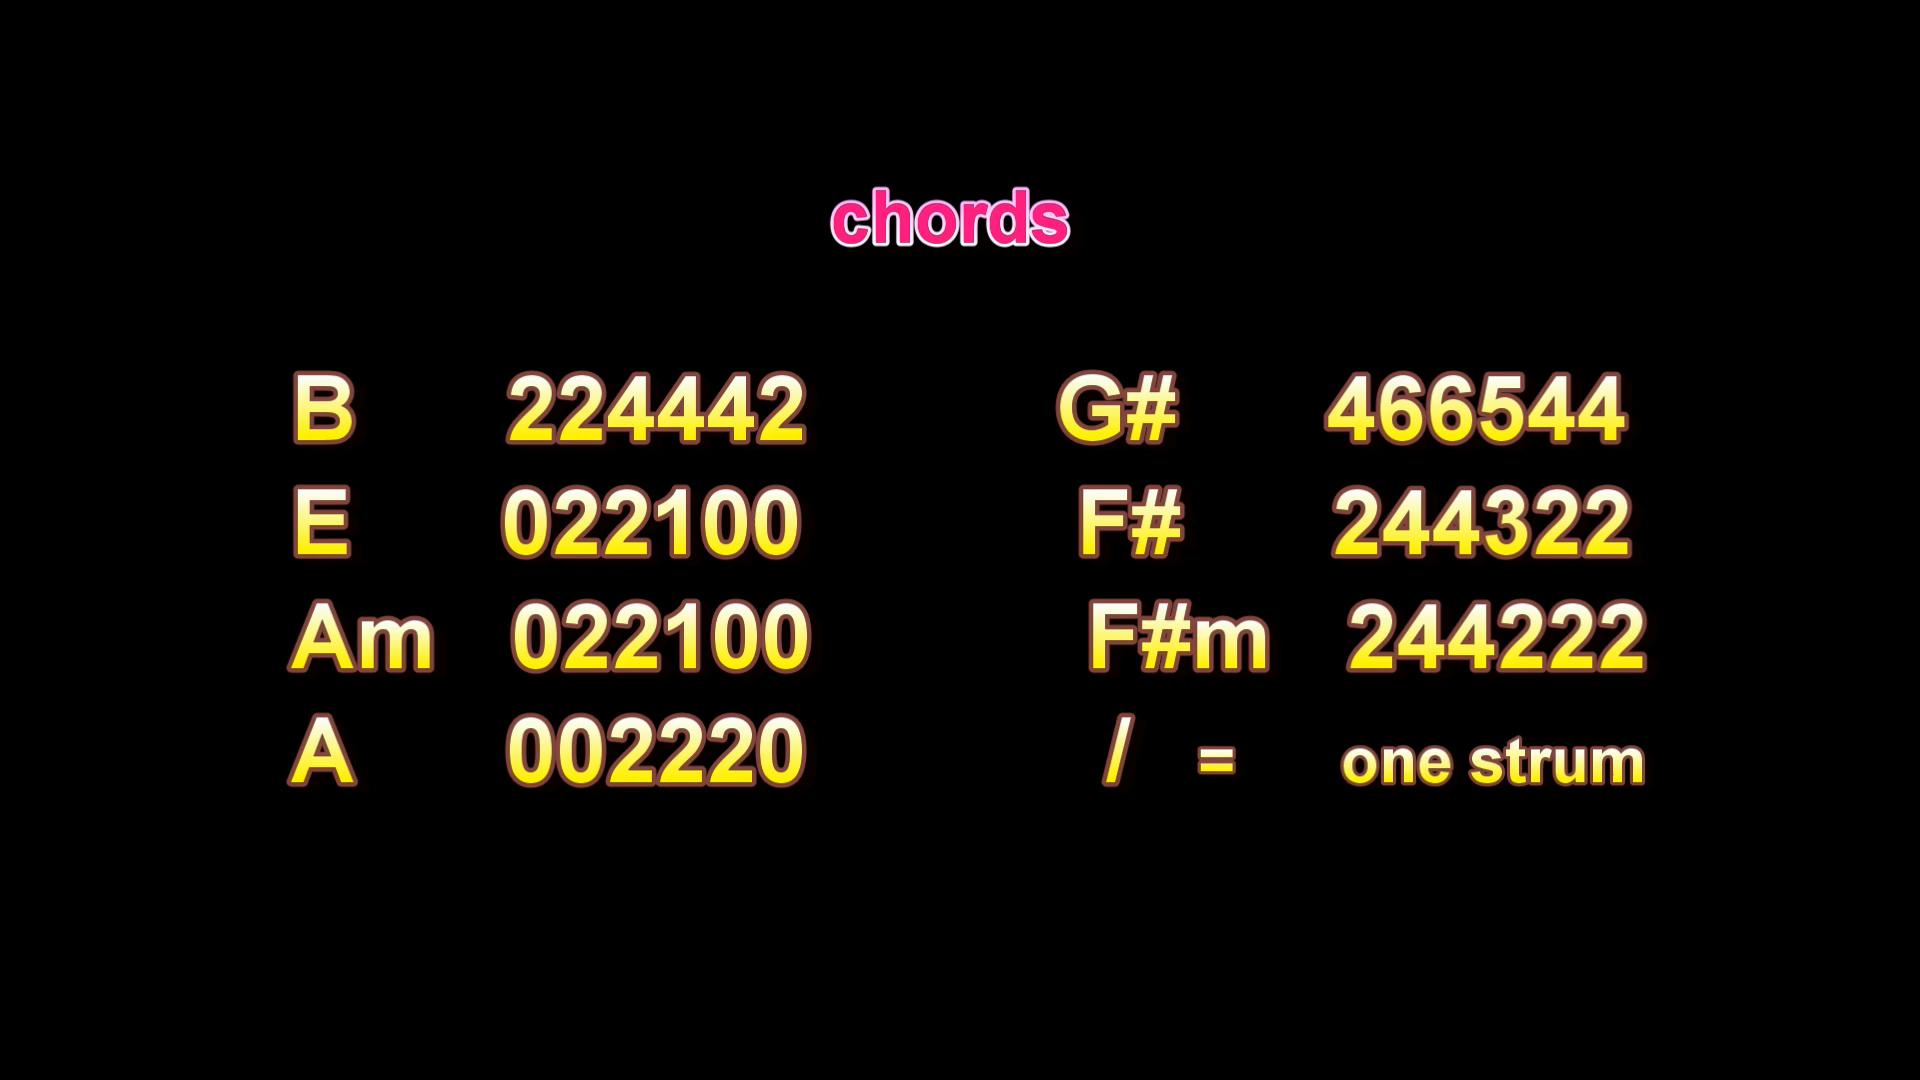 chords
B 224442 G# 466544
E 022100 F# 244322
Am 022100 F#m 244222
A 002220 / = one strum